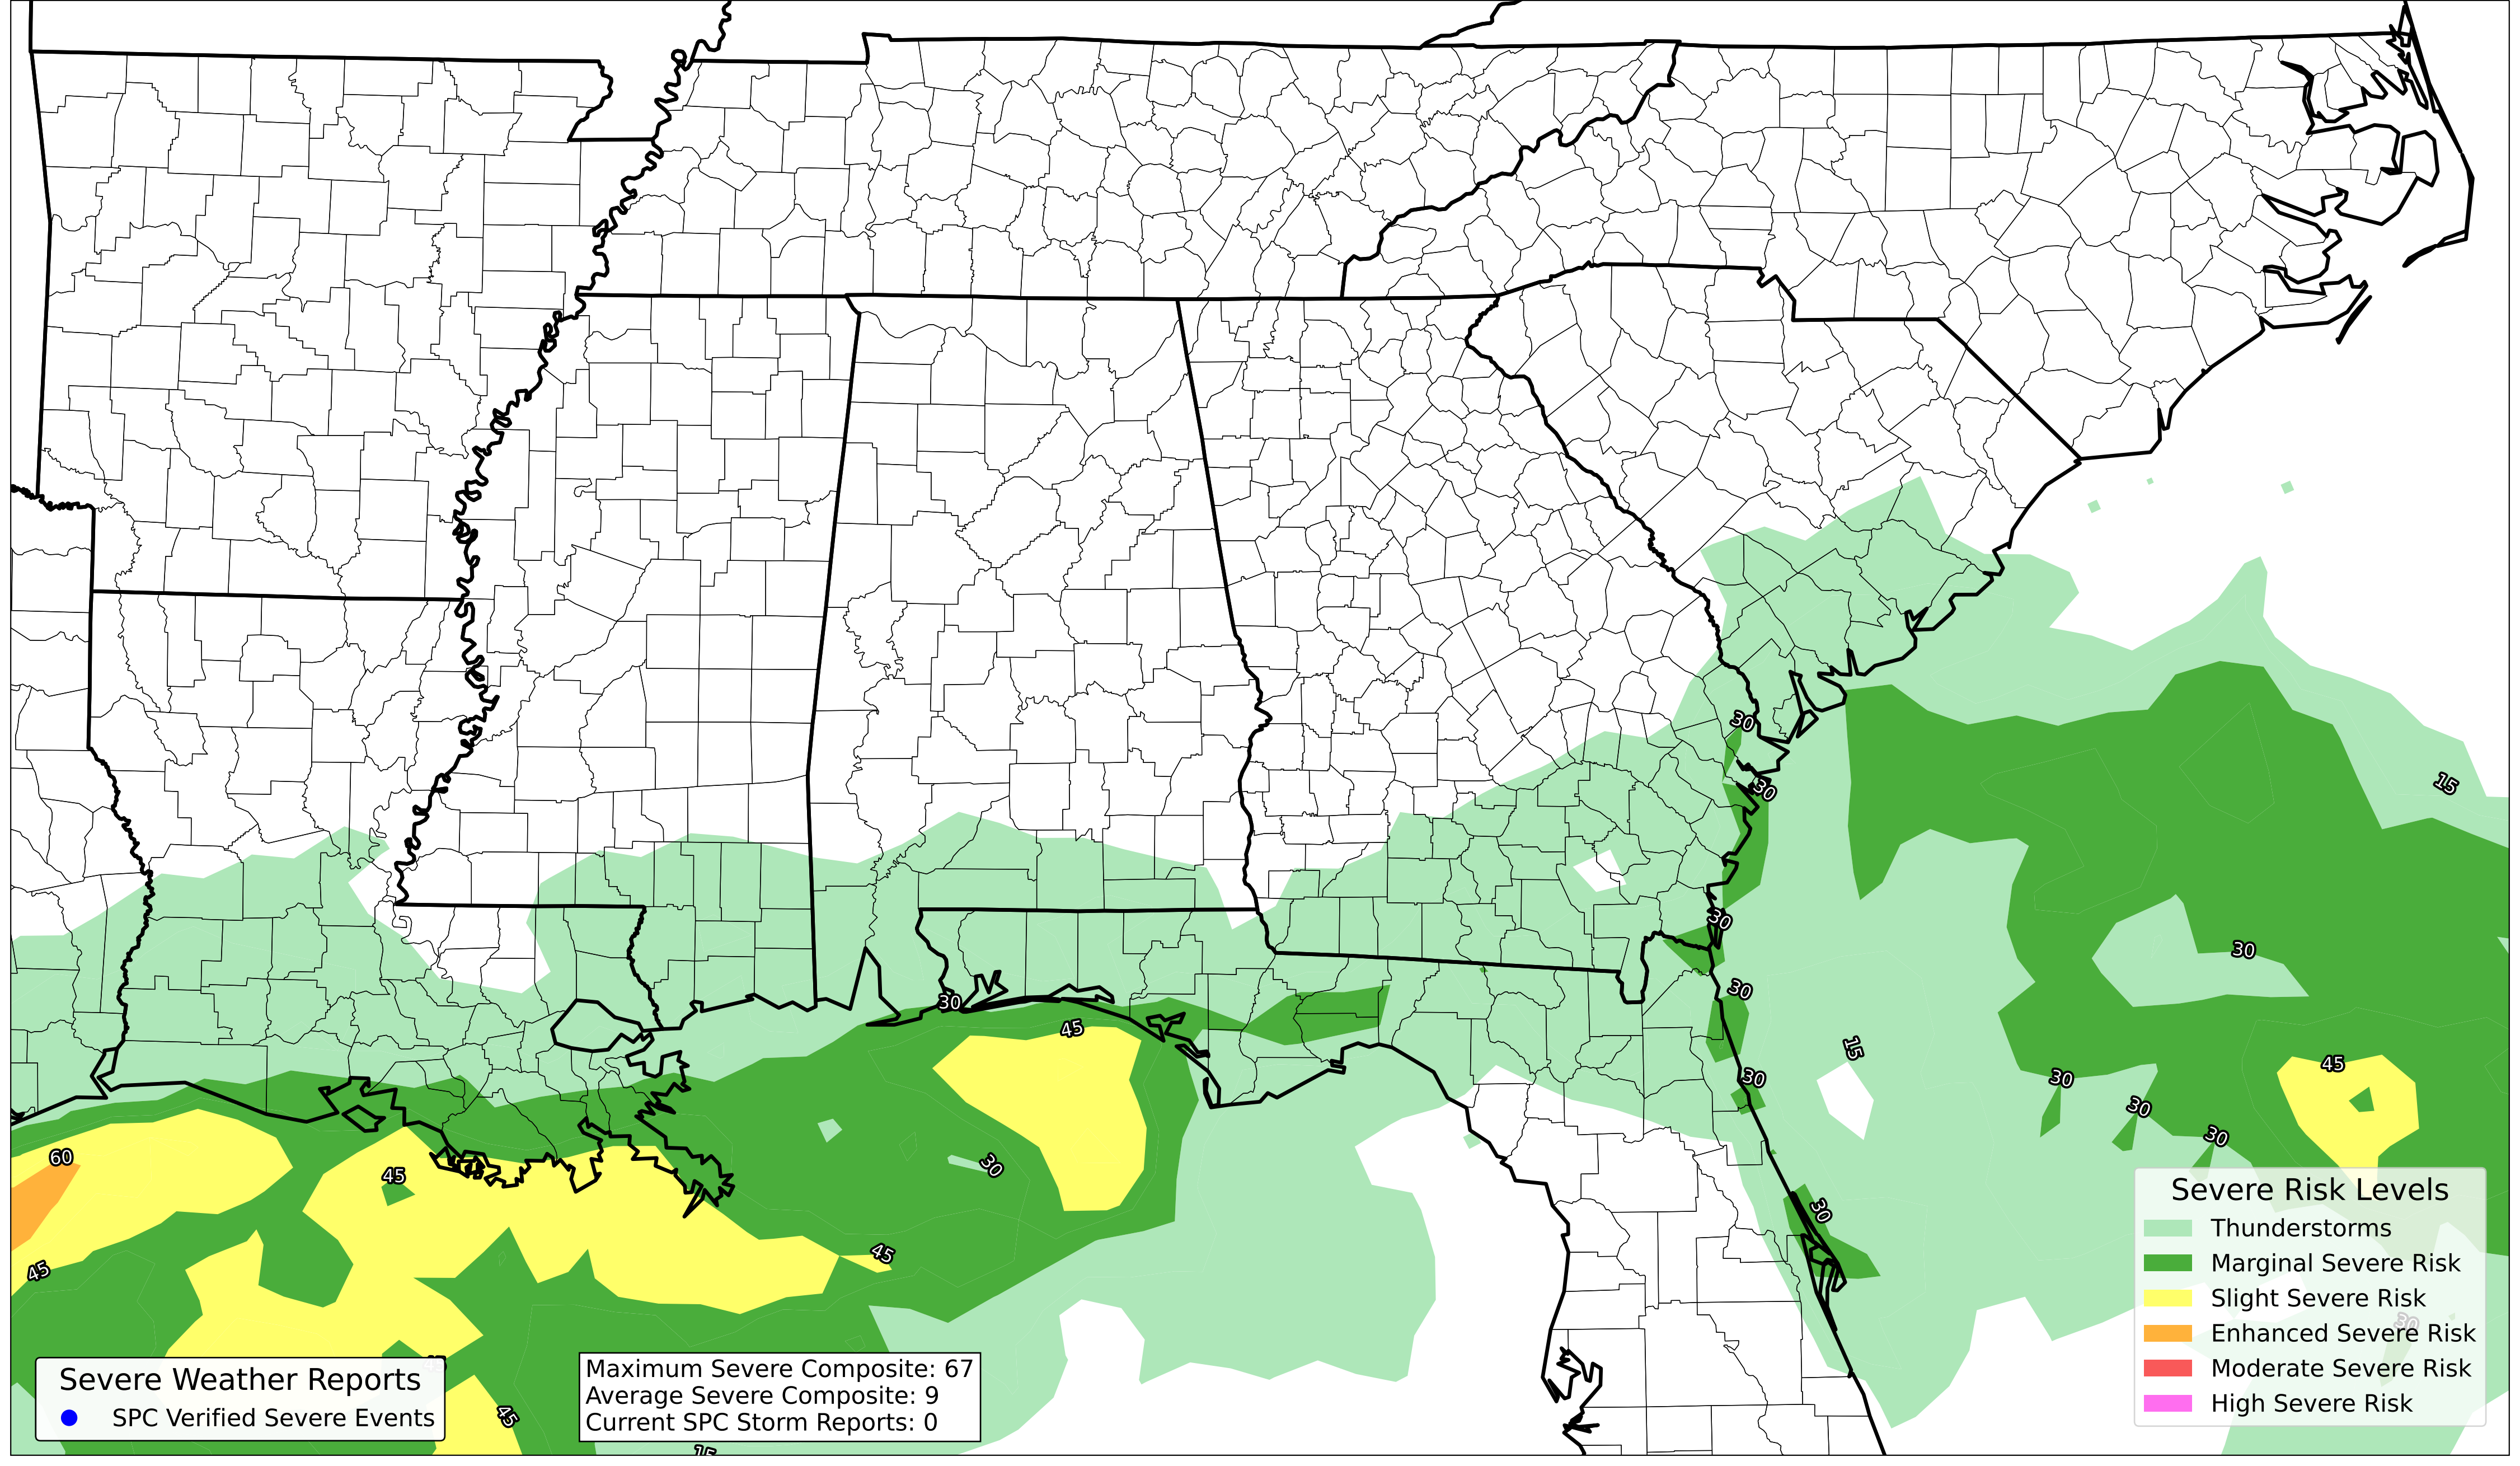 30
30
15
30
30
30
30
45
15
45
30
30
60
30
30
30
45
30
45
45
45
15
Severe Risk Levels
Thunderstorms
Marginal Severe Risk
Slight Severe Risk
Enhanced Severe Risk
Moderate Severe Risk
High Severe Risk
30
Severe Weather Reports
SPC Verified Severe Events
Maximum Severe Composite: 67
Average Severe Composite: 9
Current SPC Storm Reports: 0